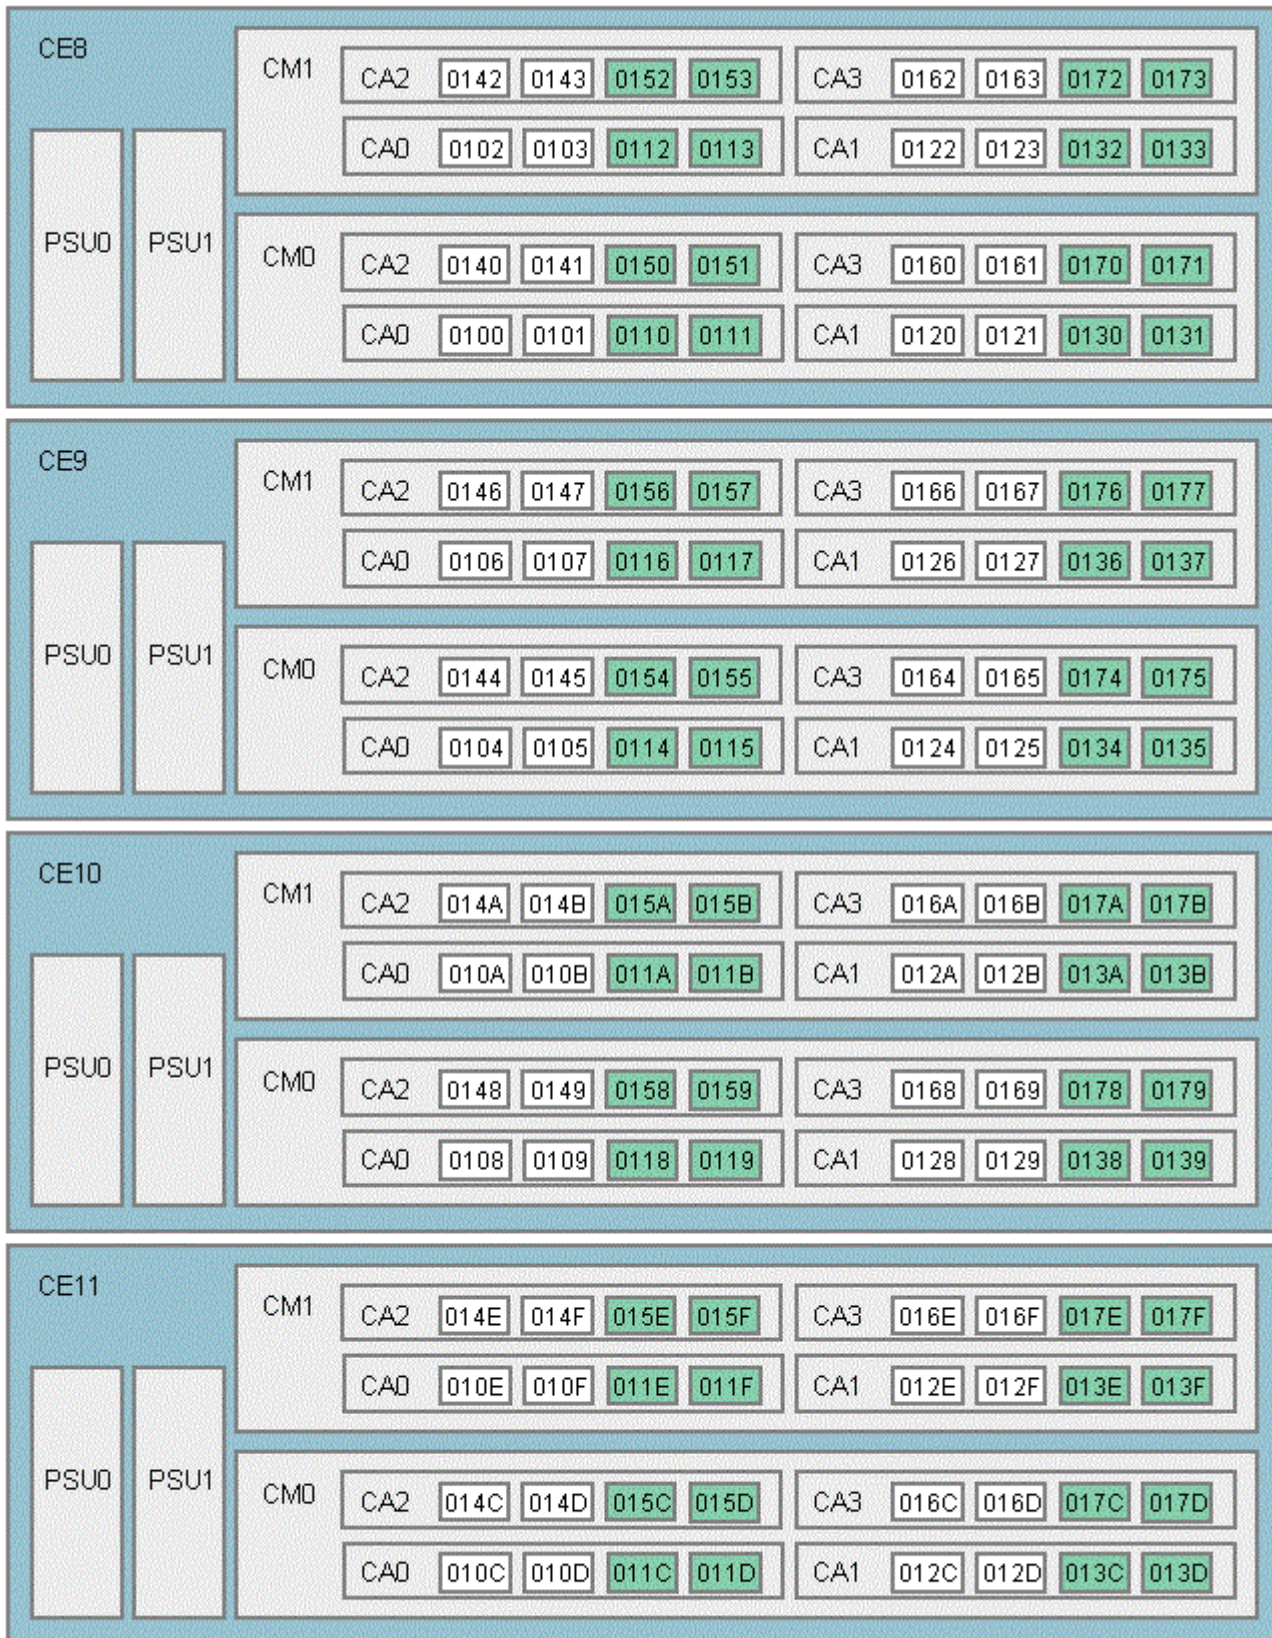 CE8
CM1 CA2 0142 0143 0152 0153 CA3 0162 0163 0172 0173
CA0 0102 0103 0112 0113 CA1 0122 0123 0132 0133
PSU0 PSU1 CM0 CA2 0140 0141 0150 0151 CA3 0160 0161 0170 0171
CA0 0100 0101 0110 0111 CA1 0120 0121 0130 0131
CE9
CM1 CA2 0146 0147 0156 0157 CA3 0166 0167 0176 0177
CA0 0106 0107 0116 0117 CA1 0126 0127 0136 0137
PSU0 PSU1 CM0 CA2 0144 0145 0154 0155 CA3 0164 0165 0174 0175
CA0 0104 0105 0114 0115 CA1 0124 0125 0134 0135
CE10
CM1 CA2 014A 014B 015A 015B CA3 016A 016B 017A 017B
CA0 010A 010B 011A 011B CA1 012A 012B 013A 013B
PSU0 PSU1 CM0 CA2 0148 0149 0158 0159 CA3 0168 0169 0178 0179
CA0 0108 0109 0118 0119 CA1 0128 0129 0138 0139
CE11
CM1 CA2 014E 014F 015E 015F CA3 016E 016F 017E 017F
CA0 010E 010F 011E 011F CA1 012E 012F 013E 013F
PSU0 PSU1 CM0 CA2 014C 014D 015C 015D CA3 016C 016D 017C 017D
CA0 010C 010D 011C 011D CA1 012C 012D 013C 013D